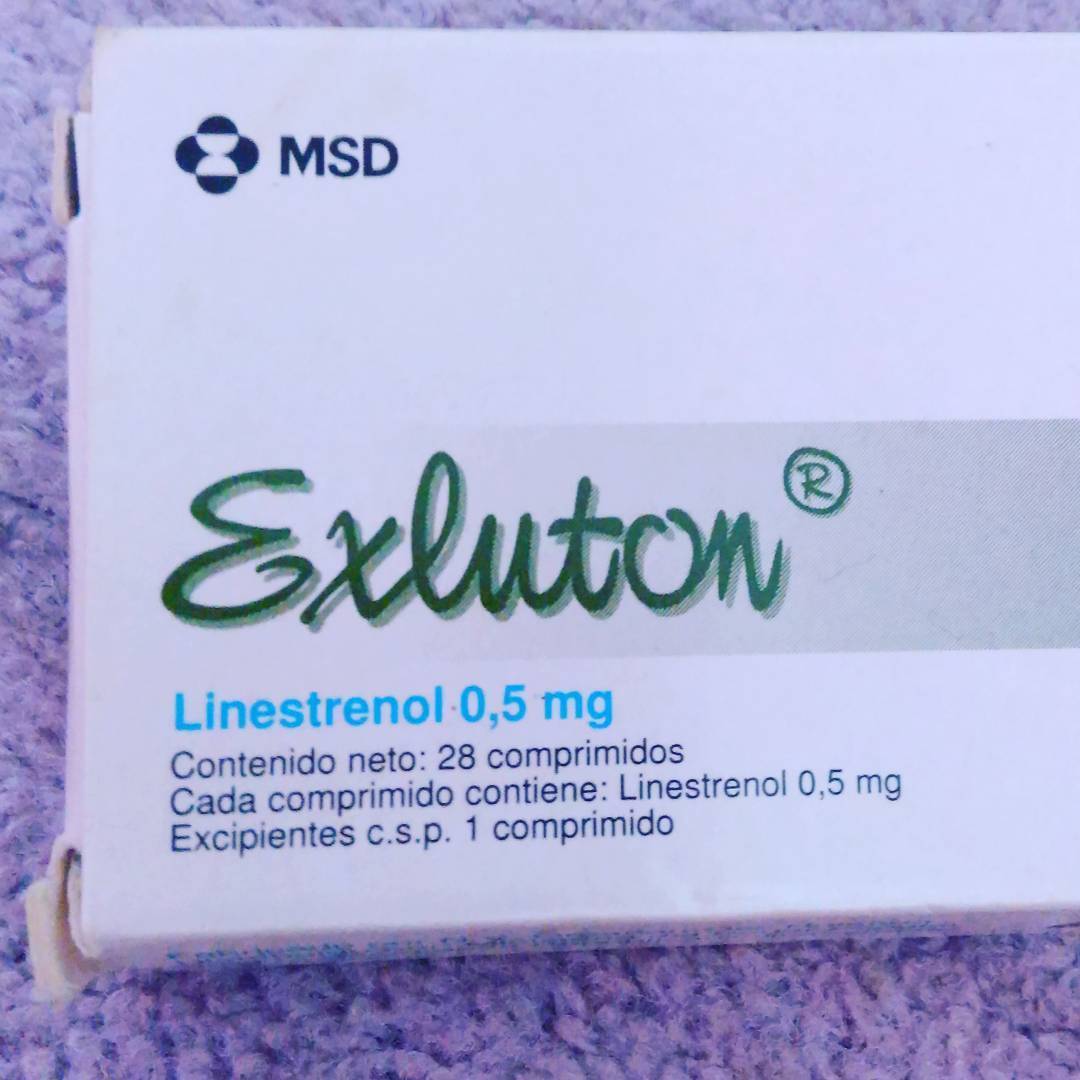 MSD
Exluton®
Linestrenol 0,5 mg
Contenido neto: 28 comprimidos
Cada comprimido contiene: Linestrenol 0,5 mg
Excipientes c.s.p. 1 comprimido